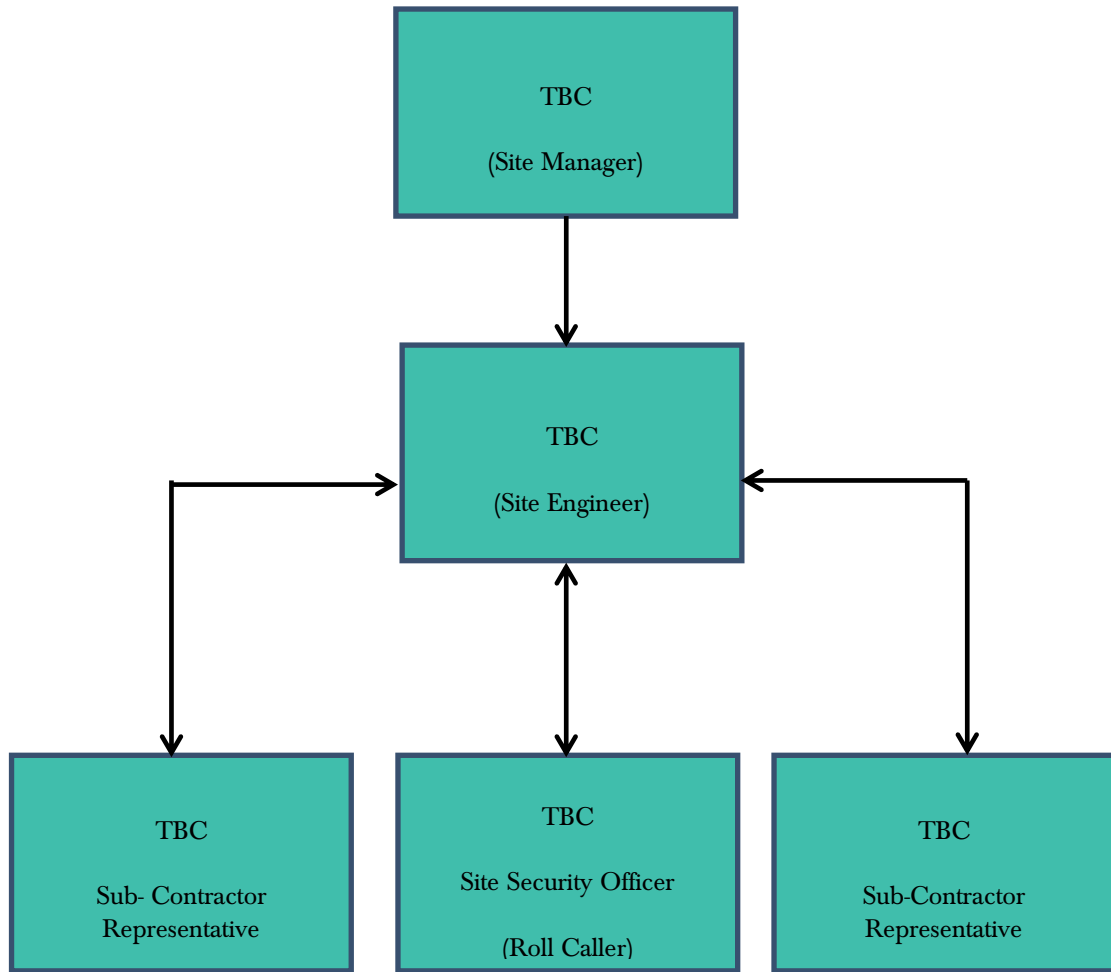 TBC
(Site Manager)
TBC
(Site Engineer)
TBC
Sub- Contractor
Representative
TBC
Site Security Officer
(Roll Caller)
TBC
Sub-Contractor
Representative